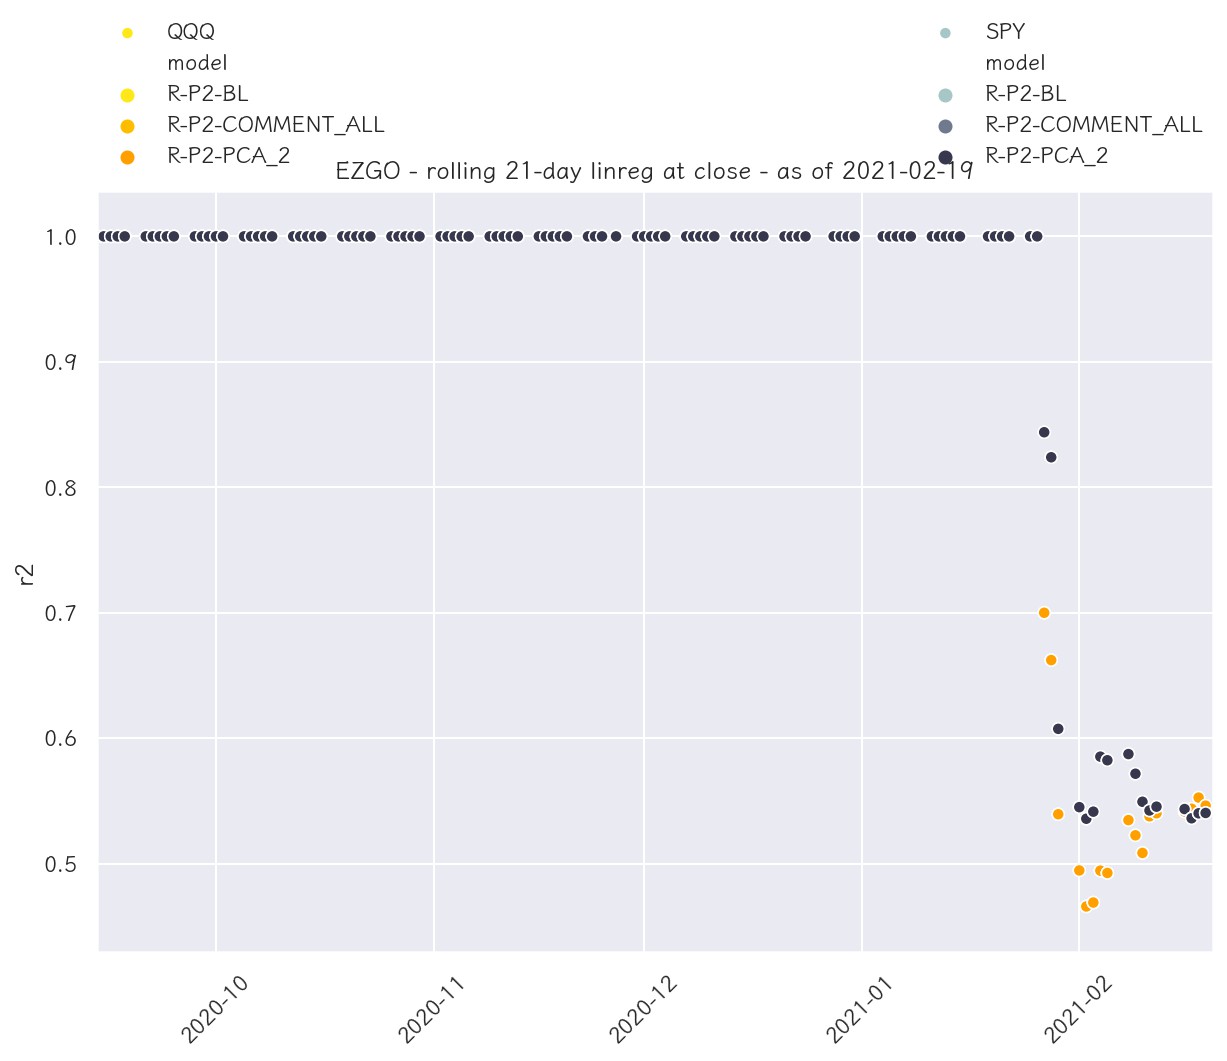 QQQ
model
R-P2-BL
R-P2-COMMENT_ALL
R-P2-PCA_2
SPY
model
R-P2-BL
R-P2-COMMENT_ALL
R-P2-PCA_2
EZGO - rolling 21-day linreg at close - as of 2021-02-19
r2
1.0
0.9
0.8
0.7
0.6
0.5
2020-10
2020-11
2020-12
2021-01
2021-02